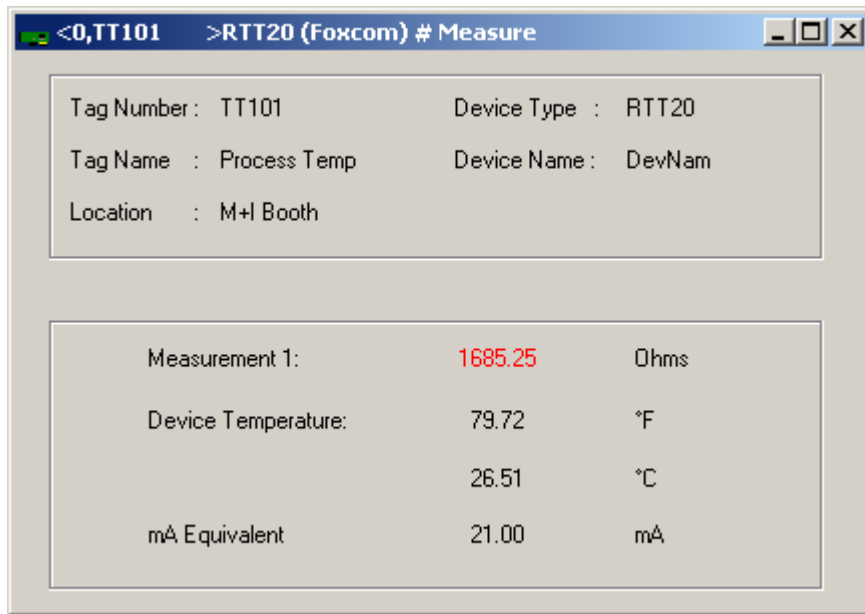 <0,TT101 >RTT20 (Foxcom) # Measure
Tag Number : TT101 Device Type : RTT20
Tag Name : Process Temp Device Name : DevNam
Location : M+I Booth
Measurement 1: 1685.25 Ohms
Device Temperature: 79.72 °F
26.51 °C
mA Equivalent 21.00 mA